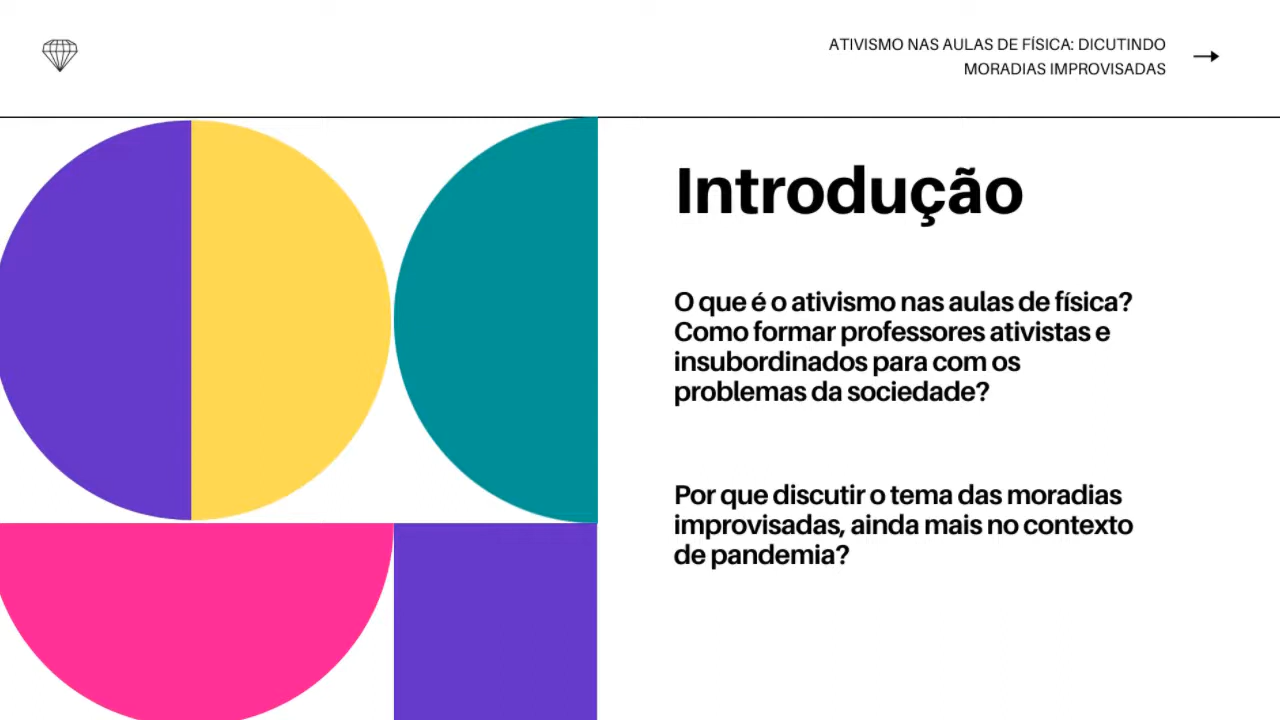 ATIVISMO NAS AULAS DE FÍSICA: DICUTINDO
MORADIAS IMPROVISADAS
Introdução
O que é o ativismo nas aulas de física?
Como formar professores ativistas e
insubordinados para com os
problemas da sociedade?
Por que discutir o tema das moradias
improvisadas, ainda mais no contexto
de pandemia?